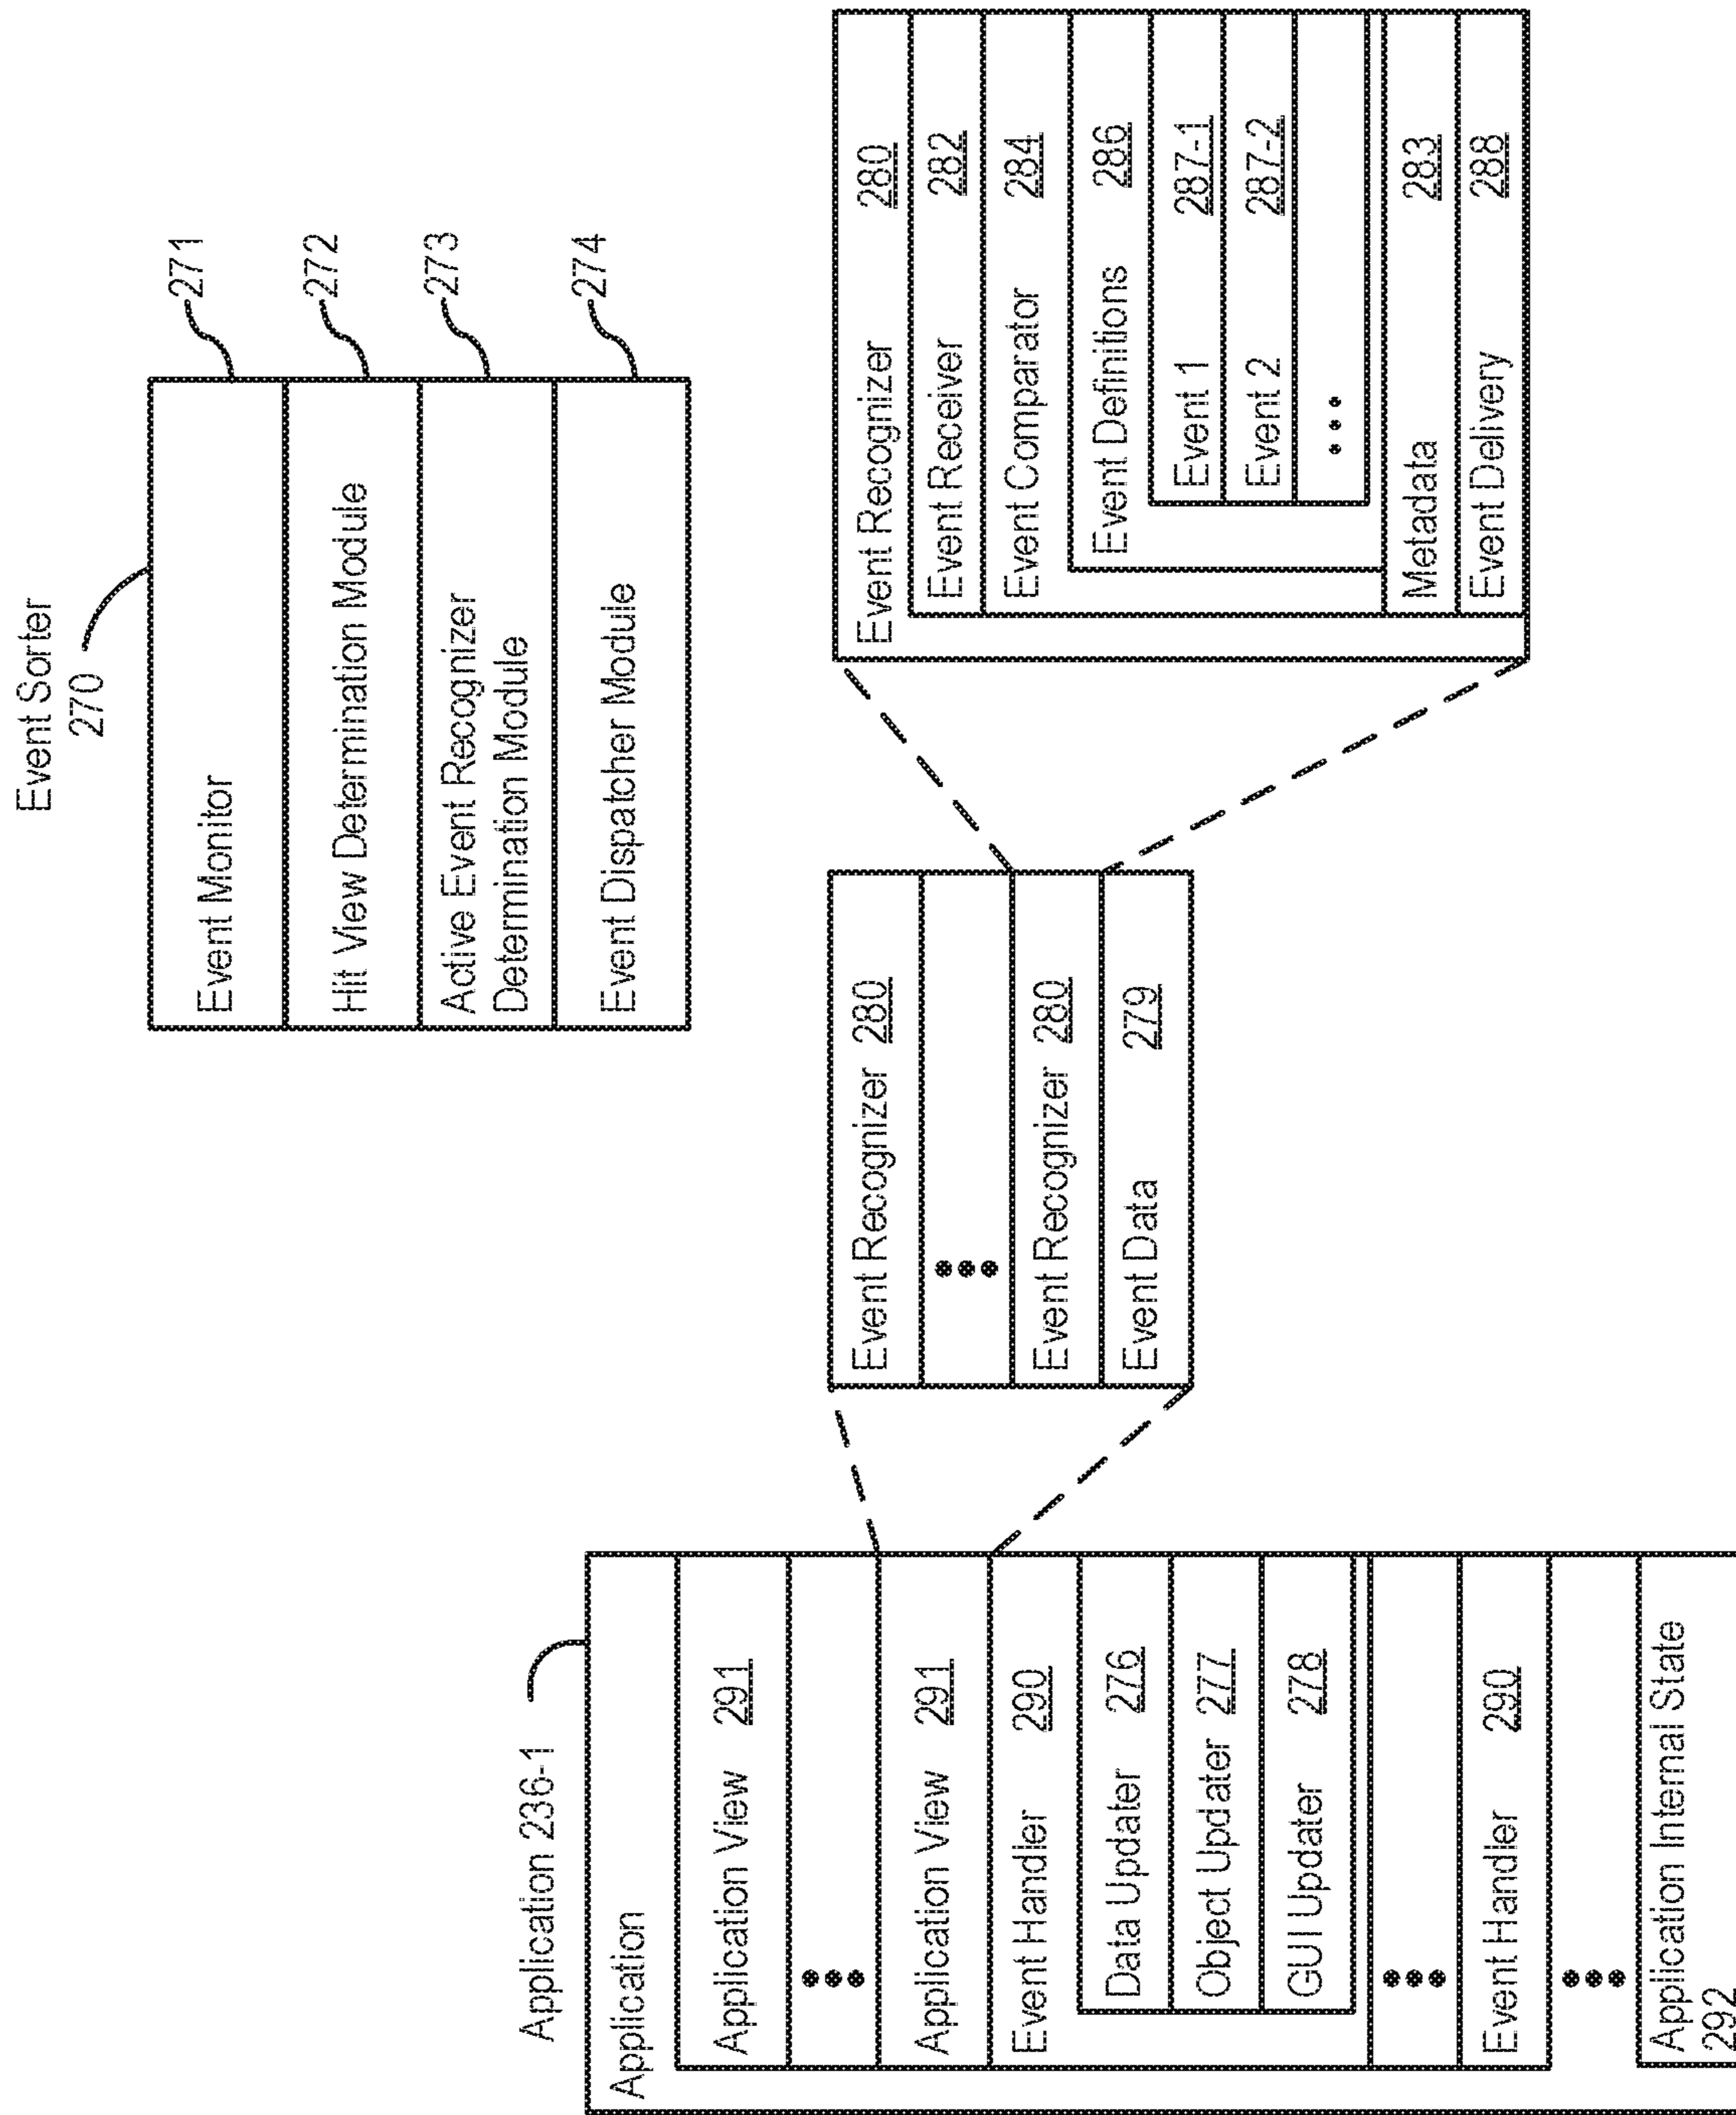 Event Sorter
270
Event Monitor
271
Hit View Determination Module
272
Active Event Recognizer
Determination Module
273
Event Dispatcher Module
274
Application 236-1
Application
Application View 291
•••
Application View 291
Event Handler 290
Data Updater 276
Object Updater 277
GUI Updater 278
•••
Event Handler 290
•••
Application Internal State
292
Event Recognizer 280
•••
Event Recognizer 280
Event Data 279
Event Recognizer 280
Event Receiver 282
Event Comparator 284
Event Definitions 286
Event 1 287-1
Event 2 287-2
•••
Metadata 283
Event Delivery 288